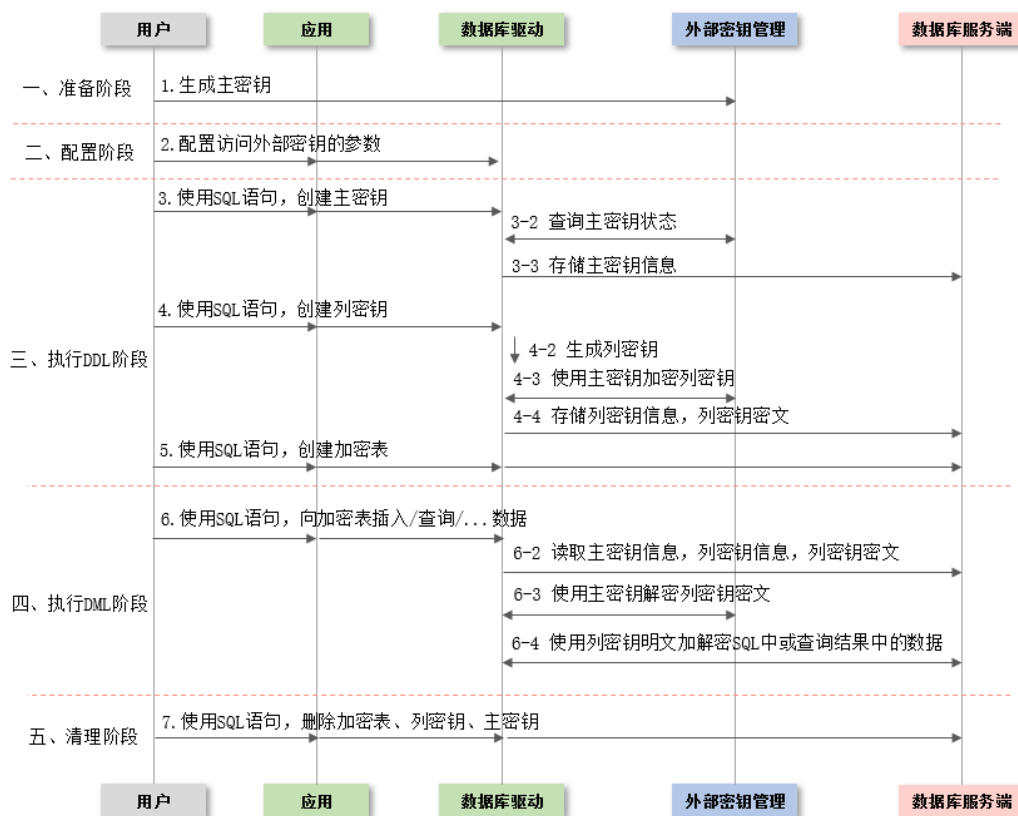 用户
应用
数据库驱动
外部密钥管理
数据库服务端
一、准备阶段
1.生成主密钥
二、配置阶段
2.配置访问外部密钥的参数
3.使用SQL语句，创建主密钥
3-2 查询主密钥状态
3-3 存储主密钥信息
4.使用SQL语句，创建列密钥
三、执行DDL阶段
4-2 生成列密钥
4-3 使用主密钥加密列密钥
4-4 存储列密钥信息，列密钥密文
5.使用SQL语句，创建加密表
6.使用SQL语句，向加密表插入/查询/...数据
6-2 读取主密钥信息，列密钥信息，列密钥密文
四、执行DML阶段
6-3 使用主密钥解密列密钥密文
6-4 使用列密钥明文加解密SQL中或查询结果中的数据
五、清理阶段
7.使用SQL语句，删除加密表、列密钥、主密钥
用户
应用
数据库驱动
外部密钥管理
数据库服务端